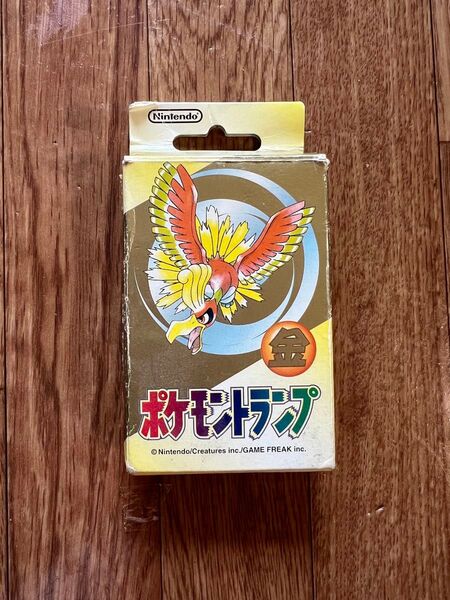 Nintendo
金
ポケモントランプ
© Nintendo/Creatures inc./GAME FREAK inc.